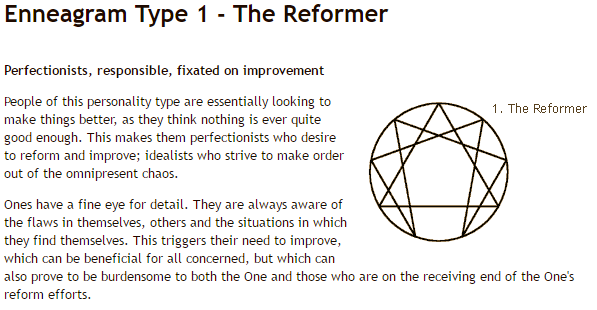 Enneagram Type 1 - The Reformer
Perfectionists, responsible, fixated on improvement
People of this personality type are essentially looking to
make things better, as they think nothing is ever quite
good enough. This makes them perfectionists who desire
to reform and improve; idealists who strive to make order
out of the omnipresent chaos.
1. The Reformer
Ones have a fine eye for detail. They are always aware of
the flaws in themselves, others and the situations in which
they find themselves. This triggers their need to improve,
which can be beneficial for all concerned, but which can
also prove to be burdensome to both the One and those who are on the receiving end of the One's
reform efforts.